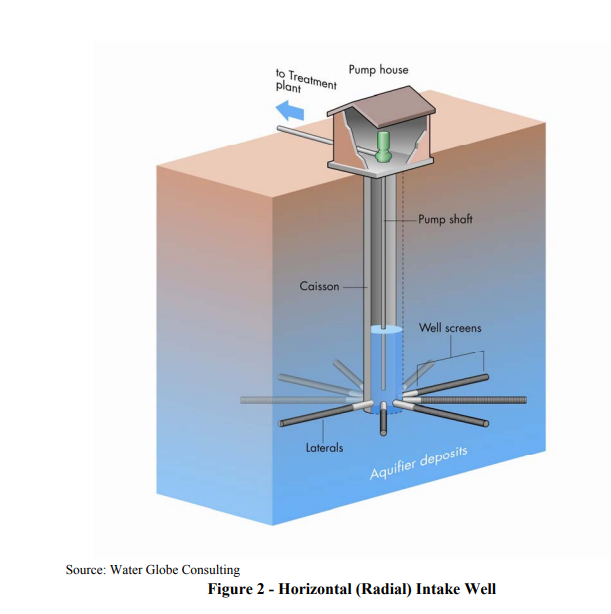 to Treatment
plant
Pump house
Pump shaft
Caisson
Well screens
Laterals
Aquifier deposits
Source: Water Globe Consulting
Figure 2 - Horizontal (Radial) Intake Well